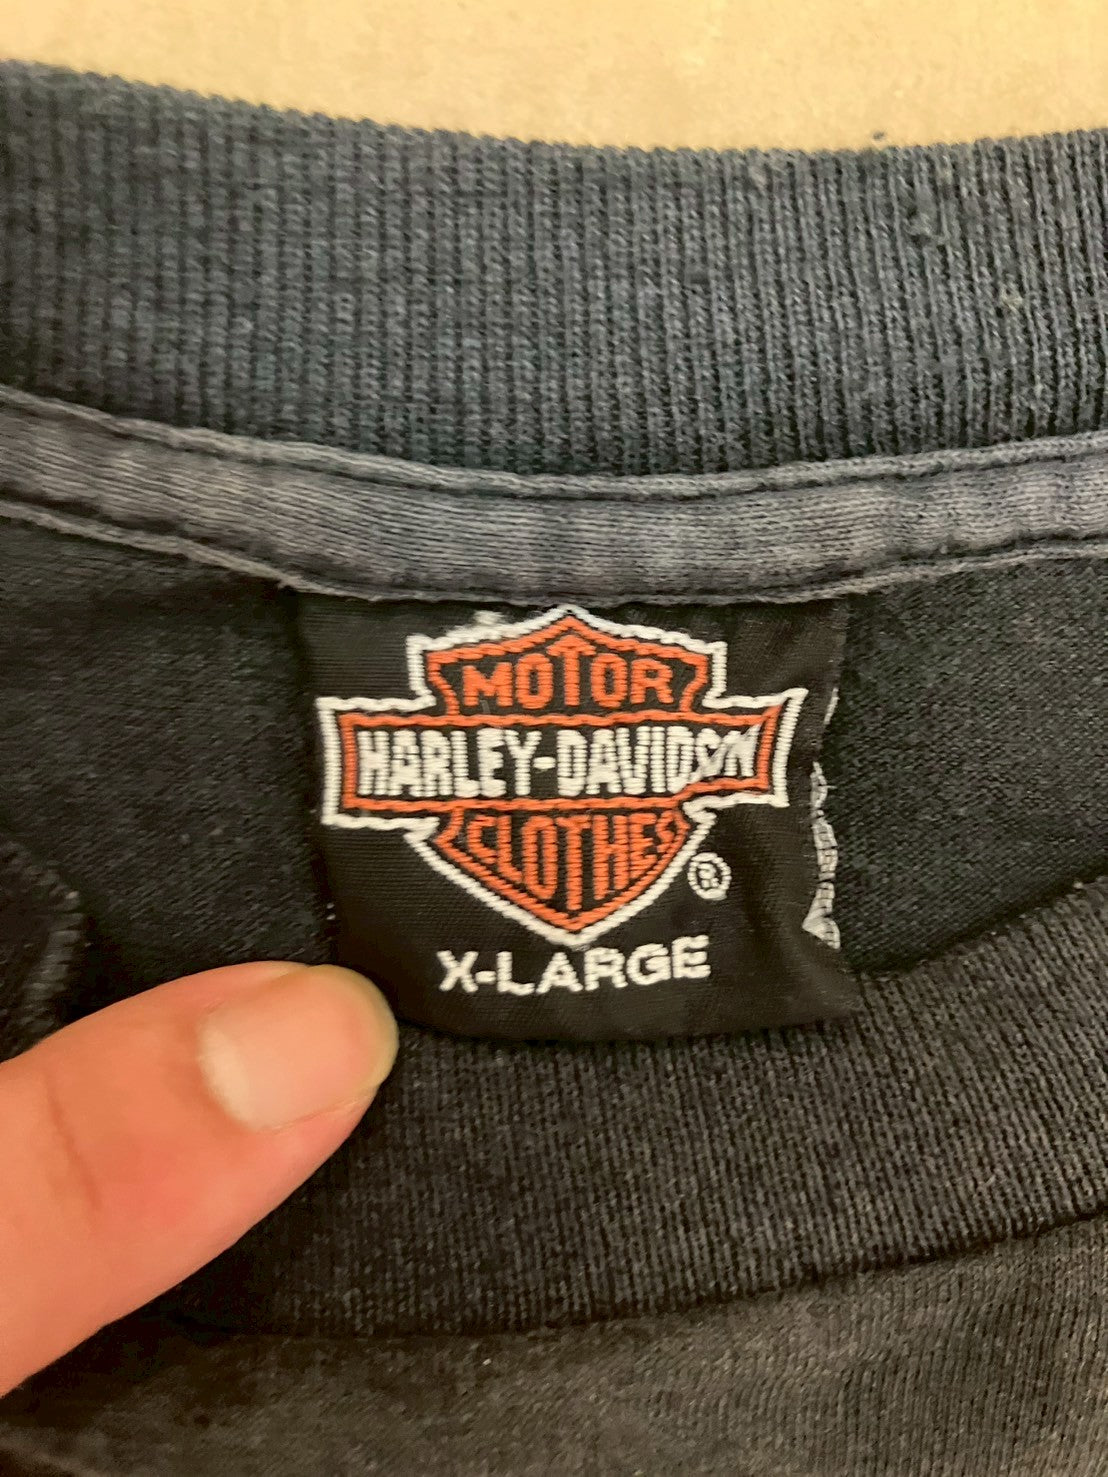 MOTOR
HARLEY-DAVIDSON
CLOTHES
®
X-LARGE